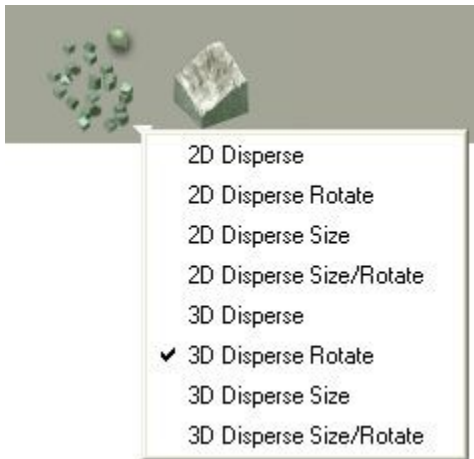 2D Disperse
2D Disperse Rotate
2D Disperse Size
2D Disperse Size/Rotate
3D Disperse
3D Disperse Rotate
3D Disperse Size
3D Disperse Size/Rotate